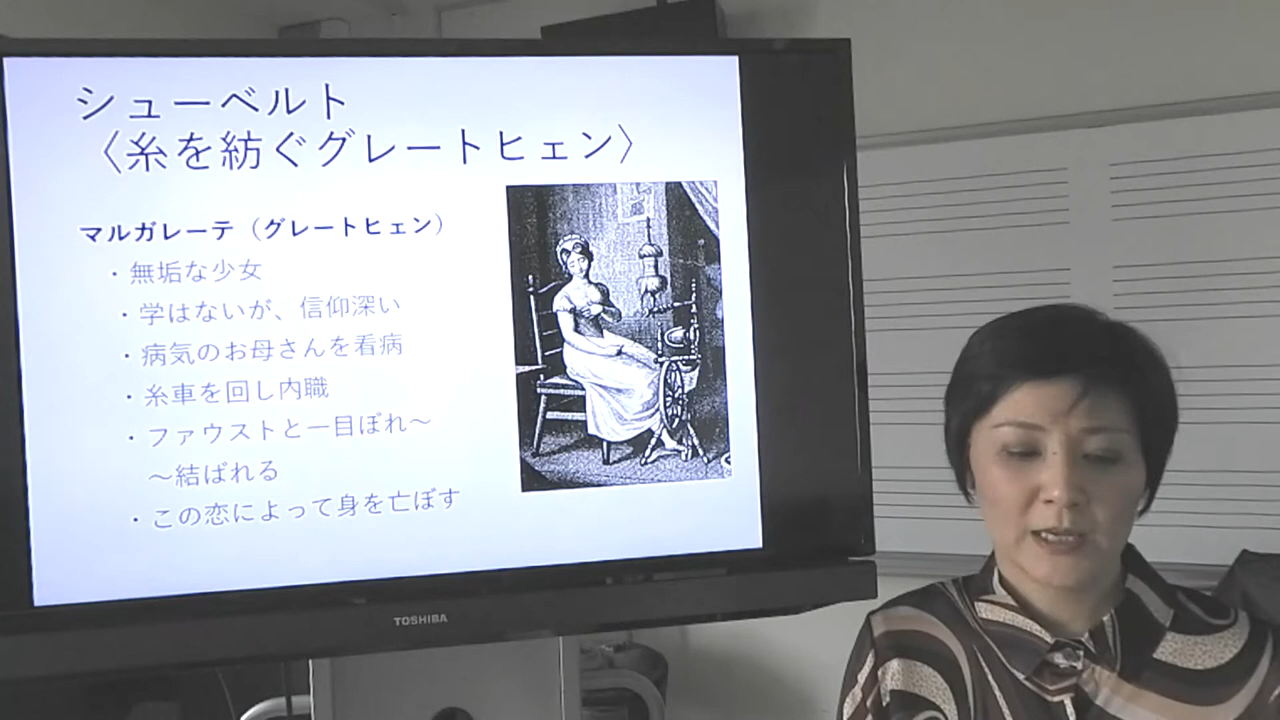 シューベルト
〈糸を紡ぐグレートヒェン〉
マルガレーテ（グレートヒェン）
・無垢な少女
・学はないが、信仰深い
・病気のお母さんを看病
・糸車を回し内職
・ファウストと一目ぼれ～
～結ばれる
・この恋によって身を亡ぼす
TOSHIBA